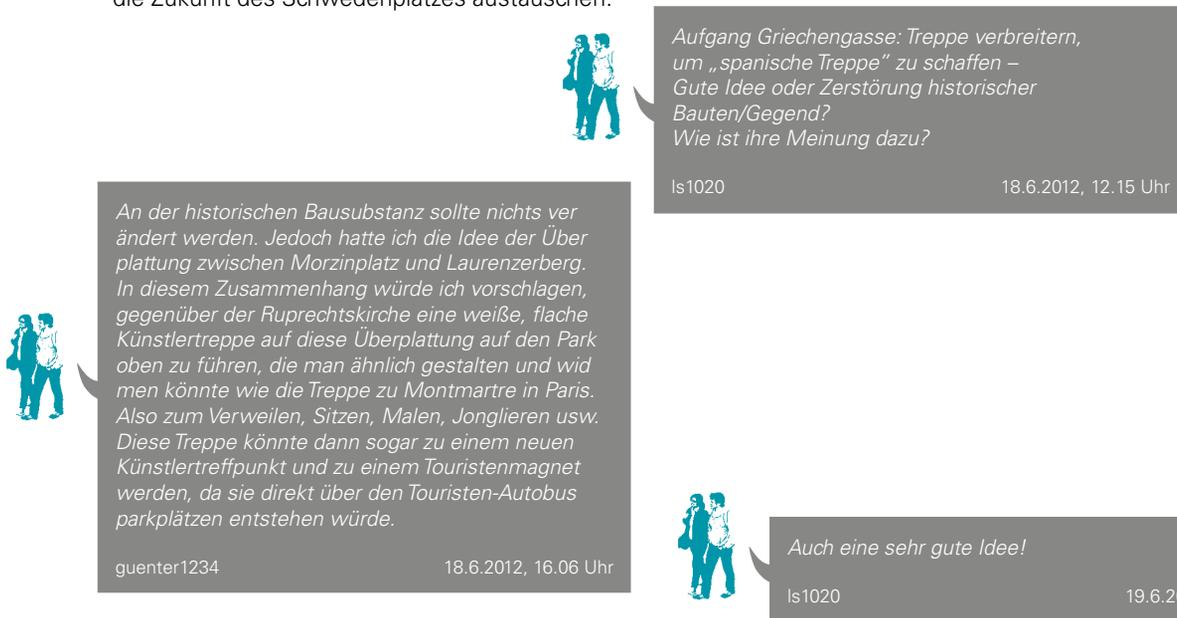 die Zukunft des Schwedenplatzes austauschen.
Aufgang Griechengasse: Treppe verbreitern,
um „spanische Treppe" zu schaffen –
Gute Idee oder Zerstörung historischer
Bauten/Gegend?
Wie ist ihre Meinung dazu?
ls1020 18.6.2012, 12.15 Uhr
An der historischen Bausubstanz sollte nichts ver
ändert werden. Jedoch hatte ich die Idee der Über
plattung zwischen Morzinplatz und Laurenzerberg.
In diesem Zusammenhang würde ich vorschlagen,
gegenüber der Ruprechtskirche eine weiße, flache
Künstlertreppe auf diese Überplattung auf den Park
oben zu führen, die man ähnlich gestalten und wid
men könnte wie die Treppe zu Montmartre in Paris.
Also zum Verweilen, Sitzen, Malen, Jonglieren usw.
Diese Treppe könnte dann sogar zu einem neuen
Künstlertreffpunkt und zu einem Touristenmagnet
werden, da sie direkt über den Touristen-Autobus
parkplätzen entstehen würde.
guenter1234 18.6.2012, 16.06 Uhr
Auch eine sehr gute Idee!
ls1020 19.6.20